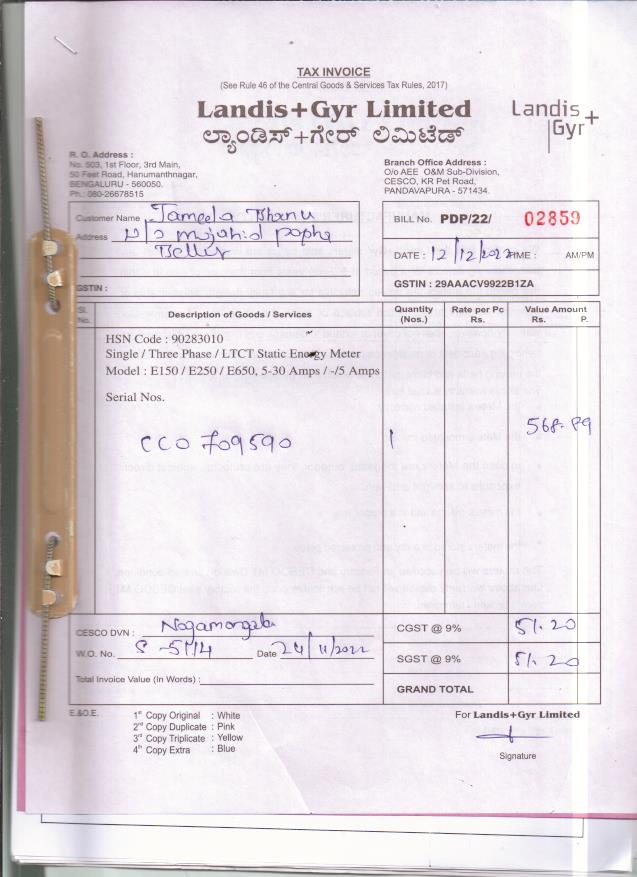 TAX INVOICE
(See Rule 46 of the Central Goods & Services Tax Rules, 2017)
Landis+Gyr Limited
ಲ್ಯಾಂಡಿಸ್+ಗೇರ್ ಲಿಮಿಟೆಡ್
Landis+
Gyr
R. O. Address :
No. 503, 1st Floor, 3rd Main,
50 Feet Road, Hanumanthnagar,
BENGALURU - 560050.
Ph.: 080-26678515
Branch Office Address :
O/o AEE O&M Sub-Division,
CESCO, KR Pet Road,
PANDAVAPURA - 571434.
Customer Name Jameela Bhanu
Address w/o mujahid pasha
Bellur
GSTIN :
BILL No. PDP/22/ 02859
DATE : 12/12/2022 TIME : AM/PM
GSTIN : 29AAACV9922B1ZA
Sl. No. Description of Goods / Services Quantity (Nos.) Rate per Pc Rs. Value Amount Rs. P.
HSN Code : 90283010
Single / Three Phase / LTCT Static Energy Meter
Model : E150 / E250 / E650, 5-30 Amps / -/5 Amps
Serial Nos.
CCO 709590 1 568.89
CESCO DVN : Nagamangala
W.O. No. S-5714 Date 24/11/2022
Total Invoice Value (In Words) :
CGST @ 9% 51.20
SGST @ 9% 51.20
GRAND TOTAL
E.&O.E.
1st Copy Original : White
2nd Copy Duplicate : Pink
3rd Copy Triplicate : Yellow
4th Copy Extra : Blue
For Landis+Gyr Limited
Signature